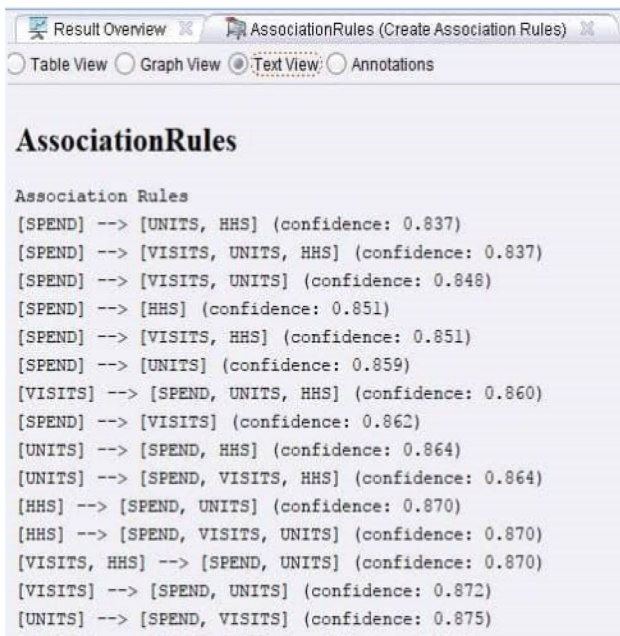 Result Overview AssociationRules (Create Association Rules)
Table View Graph View Text View Annotations
AssociationRules
Association Rules
[SPEND] --> [UNITS, HHS] (confidence: 0.837)
[SPEND] --> [VISITS, UNITS, HHS] (confidence: 0.837)
[SPEND] --> [VISITS, UNITS] (confidence: 0.848)
[SPEND] --> [HHS] (confidence: 0.851)
[SPEND] --> [VISITS, HHS] (confidence: 0.851)
[SPEND] --> [UNITS] (confidence: 0.859)
[VISITS] --> [SPEND, UNITS, HHS] (confidence: 0.860)
[SPEND] --> [VISITS] (confidence: 0.862)
[UNITS] --> [SPEND, HHS] (confidence: 0.864)
[UNITS] --> [SPEND, VISITS, HHS] (confidence: 0.864)
[HHS] --> [SPEND, UNITS] (confidence: 0.870)
[HHS] --> [SPEND, VISITS, UNITS] (confidence: 0.870)
[VISITS, HHS] --> [SPEND, UNITS] (confidence: 0.870)
[VISITS] --> [SPEND, UNITS] (confidence: 0.872)
[UNITS] --> [SPEND, VISITS] (confidence: 0.875)